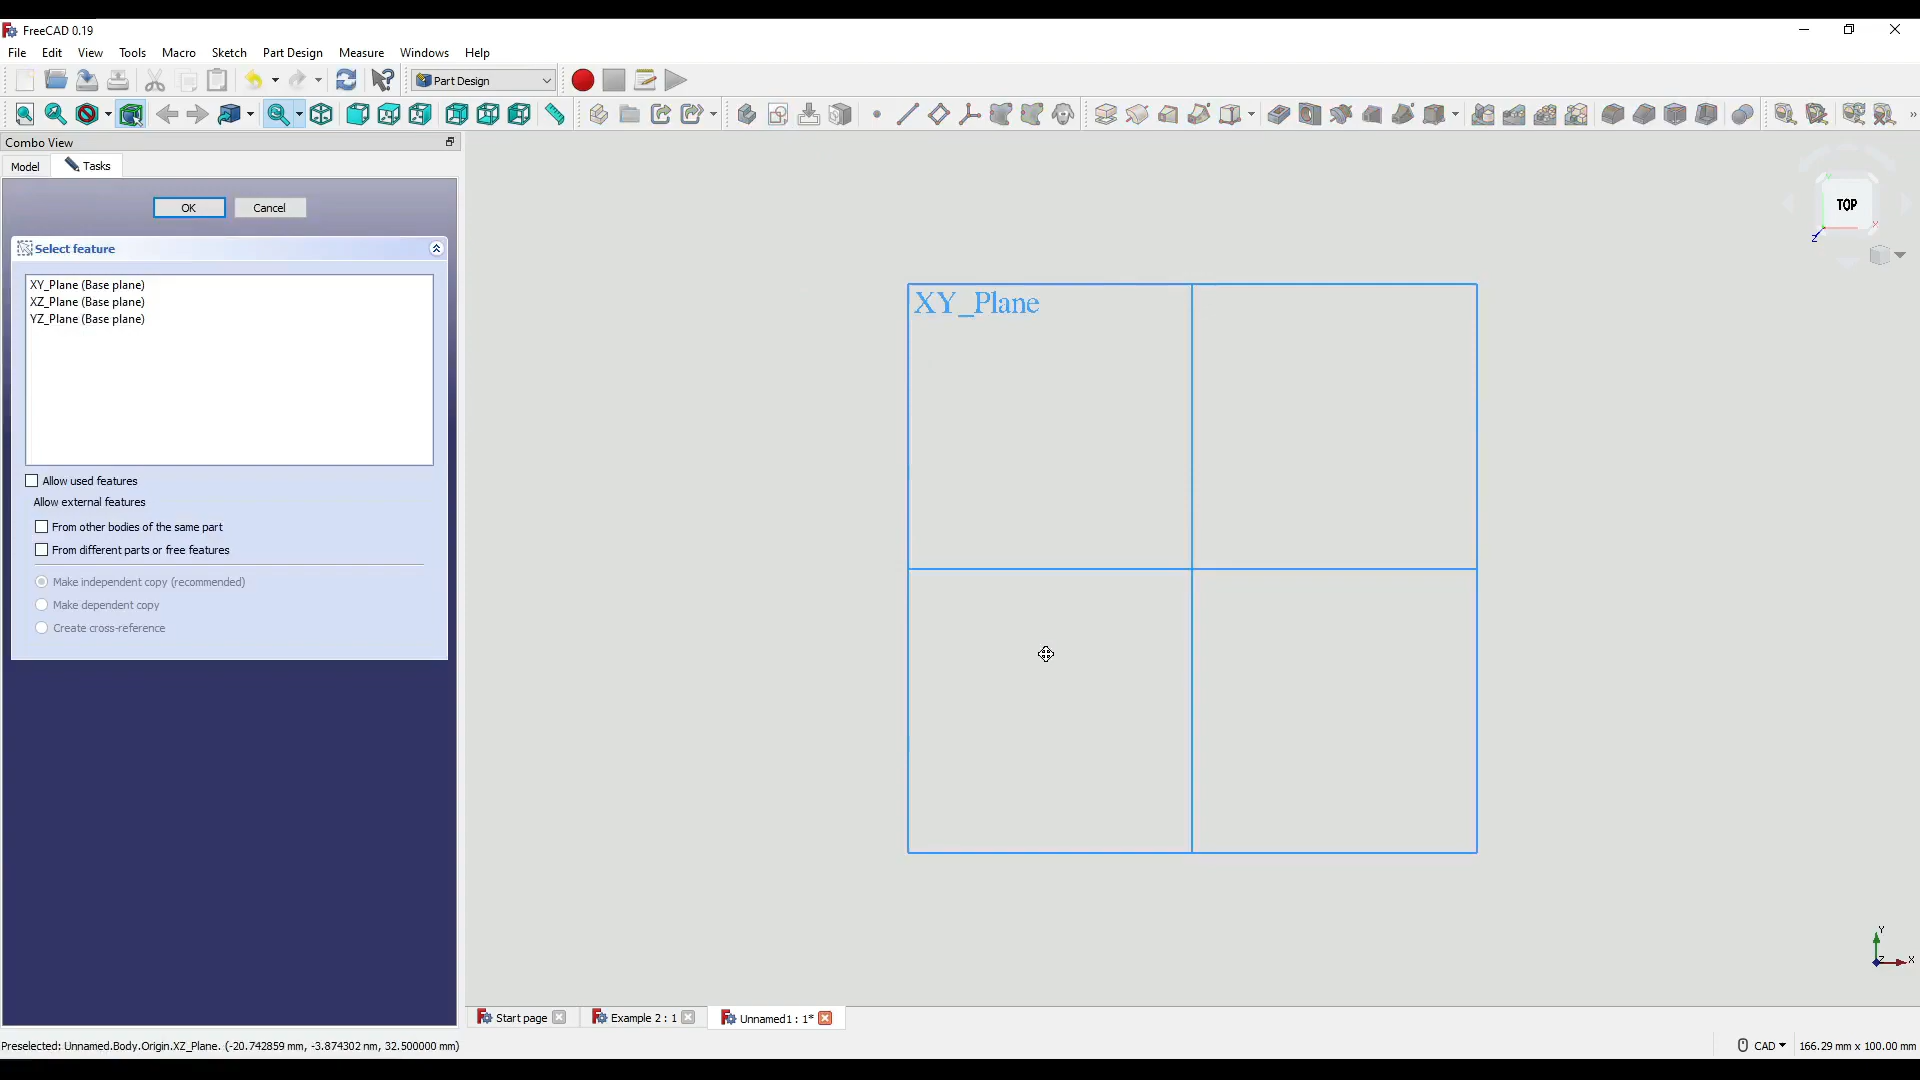 FreeCAD 0.19
File Edit View Tools Macro Sketch Part Design Measure Windows Help
Part Design
Combo View
Model Tasks
OK Cancel
Select feature
XY_Plane (Base plane)
XZ_Plane (Base plane)
YZ_Plane (Base plane)
Allow used features
Allow external features
From other bodies of the same part
From different parts or free features
Make independent copy (recommended)
Make dependent copy
Create cross-reference
XY_Plane
TOP
Y
X
Z
Y
Z
X
Start page Example 2 : 1 Unnamed1 : 1*
Preselected: Unnamed.Body.Origin.XZ_Plane. (-20.742859 mm, -3.874302 nm, 32.500000 mm)
CAD 166.29 mm x 100.00 mm